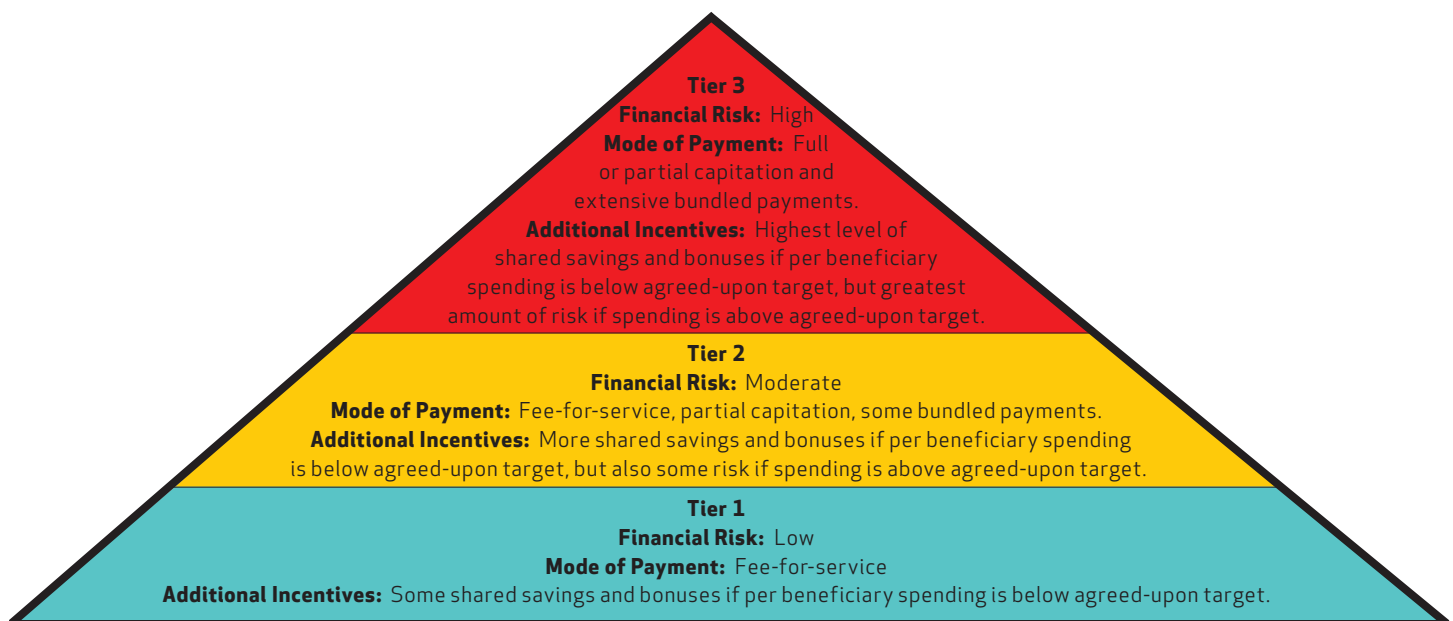 Tier 3
Financial Risk: High
Mode of Payment: Full
or partial capitation and
extensive bundled payments.
Additional Incentives: Highest level of
shared savings and bonuses if per beneficiary
spending is below agreed-upon target, but greatest
amount of risk if spending is above agreed-upon target.
Tier 2
Financial Risk: Moderate
Mode of Payment: Fee-for-service, partial capitation, some bundled payments.
Additional Incentives: More shared savings and bonuses if per beneficiary spending
is below agreed-upon target, but also some risk if spending is above agreed-upon target.
Tier 1
Financial Risk: Low
Mode of Payment: Fee-for-service
Additional Incentives: Some shared savings and bonuses if per beneficiary spending is below agreed-upon target.